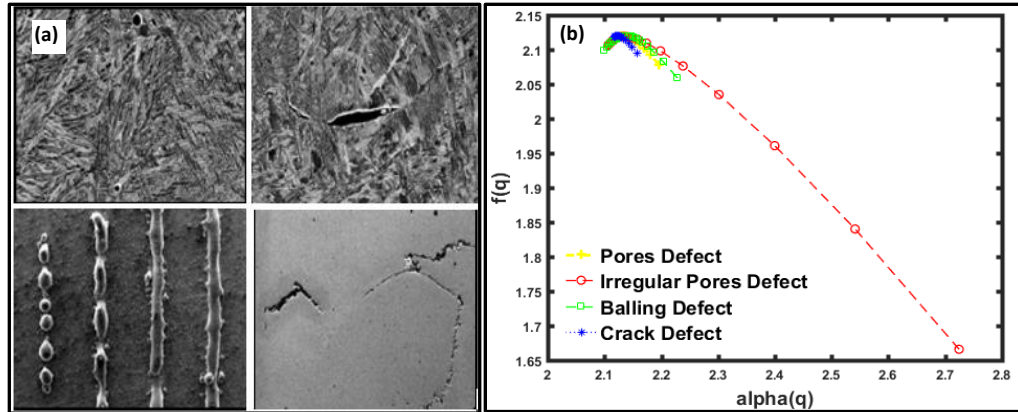 (a)
(b)
2.15
2.1
2.05
2
1.95
1.9
1.85
1.8
1.75
1.7
1.65
f(q)
Pores Defect
Irregular Pores Defect
Balling Defect
Crack Defect
2 2.1 2.2 2.3 2.4 2.5 2.6 2.7 2.8
alpha(q)